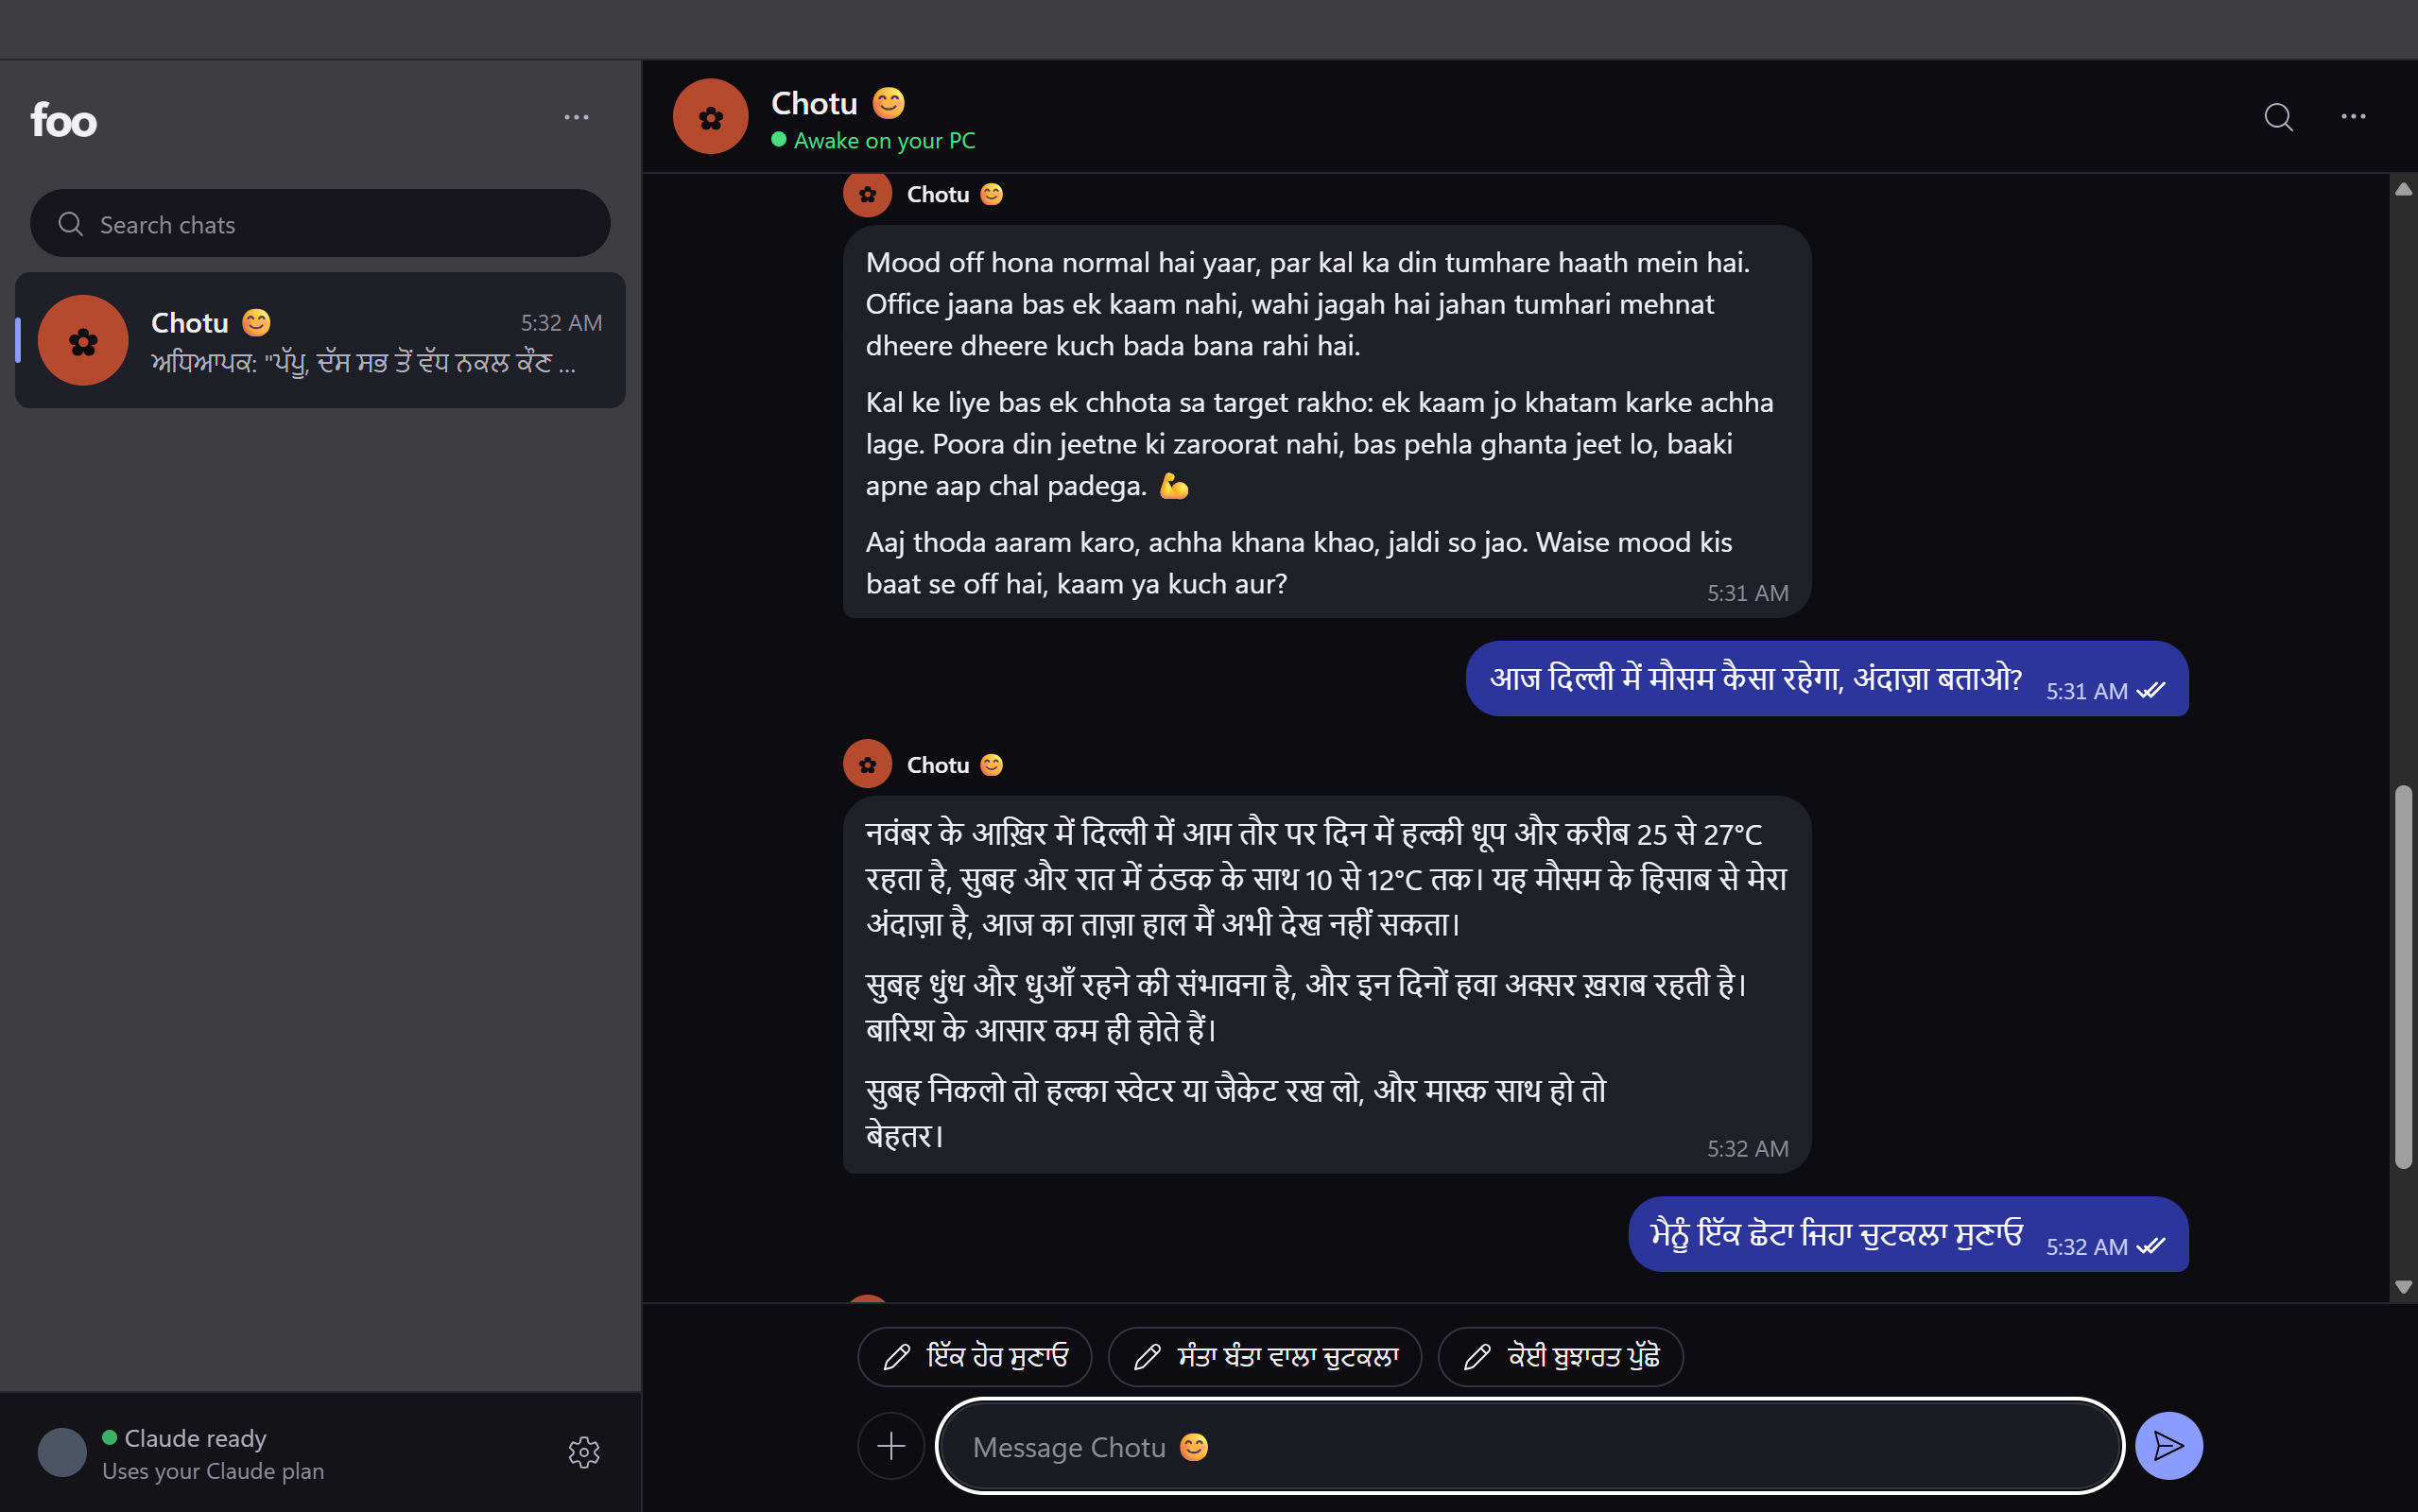 foo
Search chats
Chotu 😊
5:32 AM
ਅਧਿਆਪਕ: "ਪੱਪੂ, ਦੱਸ ਸਭ ਤੋਂ ਵੱਧ ਨਕਲ ਕੌਣ ...
Claude ready
Uses your Claude plan
Chotu 😊
Awake on your PC
Chotu 😊
Mood off hona normal hai yaar, par kal ka din tumhare haath mein hai.
Office jaana bas ek kaam nahi, wahi jagah hai jahan tumhari mehnat
dheere dheere kuch bada bana rahi hai.
Kal ke liye bas ek chhota sa target rakho: ek kaam jo khatam karke achha
lage. Poora din jeetne ki zaroorat nahi, bas pehla ghanta jeet lo, baaki
apne aap chal padega. 💪
Aaj thoda aaram karo, achha khana khao, jaldi so jao. Waise mood kis
baat se off hai, kaam ya kuch aur?
5:31 AM
आज दिल्ली में मौसम कैसा रहेगा, अंदाज़ा बताओ?
5:31 AM
Chotu 😊
नवंबर के आख़िर में दिल्ली में आम तौर पर दिन में हल्की धूप और करीब 25 से 27°C
रहता है, सुबह और रात में ठंडक के साथ 10 से 12°C तक। यह मौसम के हिसाब से मेरा
अंदाज़ा है, आज का ताज़ा हाल मैं अभी देख नहीं सकता।
सुबह धुंध और धुआँ रहने की संभावना है, और इन दिनों हवा अक्सर ख़राब रहती है।
बारिश के आसार कम ही होते हैं।
सुबह निकलो तो हल्का स्वेटर या जैकेट रख लो, और मास्क साथ हो तो
बेहतर।
5:32 AM
ਮੈਨੂੰ ਇੱਕ ਛੋਟਾ ਜਿਹਾ ਚੁਟਕਲਾ ਸੁਣਾਓ
5:32 AM
ਇੱਕ ਹੋਰ ਸੁਣਾਓ
ਸੰਤਾ ਬੰਤਾ ਵਾਲਾ ਚੁਟਕਲਾ
ਕੋਈ ਬੁਝਾਰਤ ਪੁੱਛੋ
Message Chotu 😊